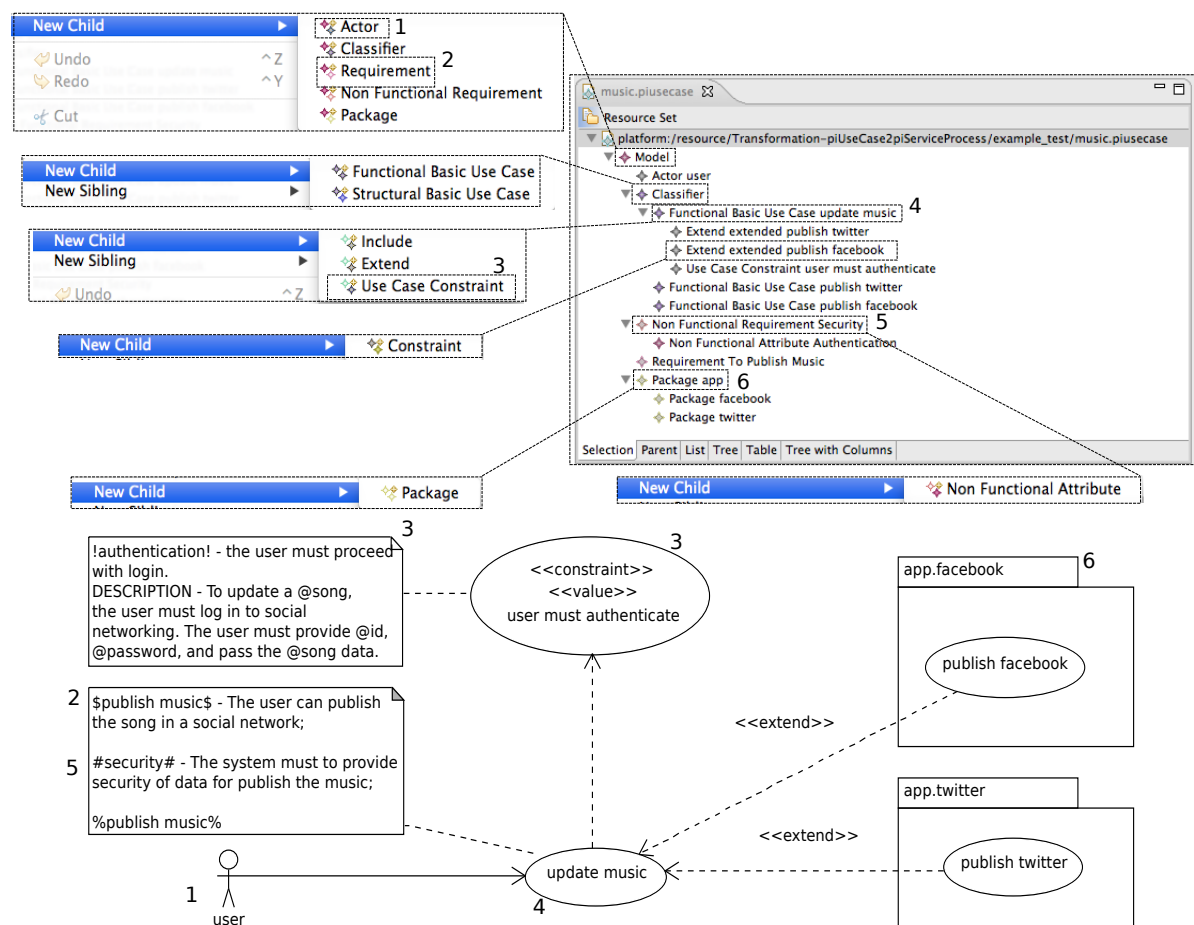 New Child
Actor
1
Classifier
2
Undo
^Z
Requirement
Redo
^Y
Non Functional Requirement
Cut
Package
music.piusecase
Resource Set
platform:/resource/Transformation-piUseCase2piServiceProcess/example_test/music.piusecase
Model
Actor user
Classifier
Functional Basic Use Case update music
4
Extend extended publish twitter
Extend extended publish facebook
Use Case Constraint user must authenticate
Functional Basic Use Case publish twitter
Functional Basic Use Case publish facebook
Non Functional Requirement Security
5
Non Functional Attribute Authentication
Requirement To Publish Music
Package app
6
Package facebook
Package twitter
Selection Parent List Tree Table Tree with Columns
New Child
Functional Basic Use Case
New Sibling
Structural Basic Use Case
New Child
Include
New Sibling
Extend
3
Undo
^Z
Use Case Constraint
New Child
Constraint
New Child
Package
New Child
Non Functional Attribute
3
!authentication! - the user must proceed
with login.
DESCRIPTION - To update a @song,
the user must log in to social
networking. The user must provide @id,
@password, and pass the @song data.
3
<<constraint>>
<<value>>
user must authenticate
app.facebook
6
publish facebook
2
$publish music$ - The user can publish
the song in a social network;
5
#security# - The system must to provide
security of data for publish the music;
%publish music%
<<extend>>
app.twitter
<<extend>>
publish twitter
update music
4
1
user